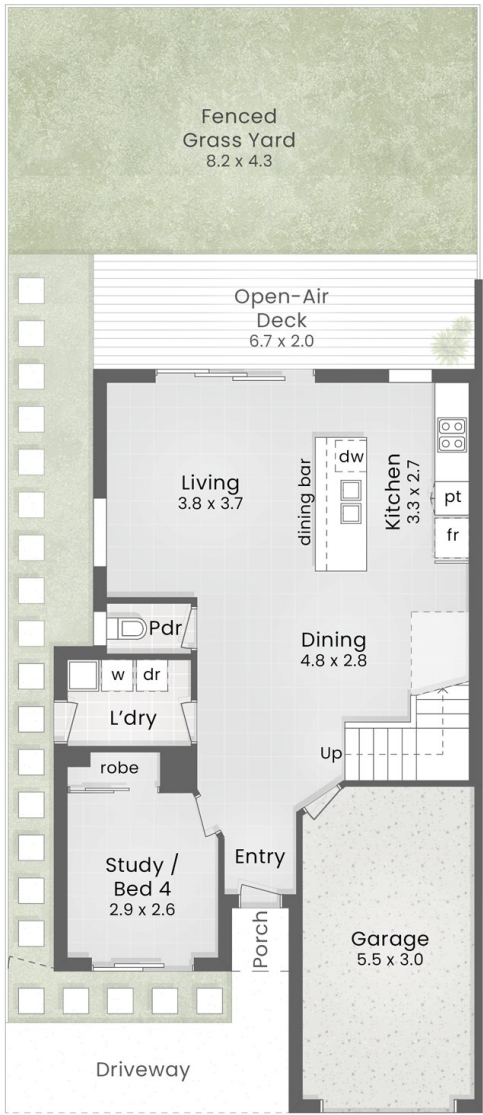 Fenced
Grass Yard
8.2 x 4.3
Open-Air
Deck
6.7 x 2.0
Living
3.8 x 3.7
dining bar
dw
Kitchen
3.3 x 2.7
pt
fr
Pdr
Dining
4.8 x 2.8
w
dr
L'dry
Up
robe
Study /
Bed 4
2.9 x 2.6
Entry
Porch
Garage
5.5 x 3.0
Driveway